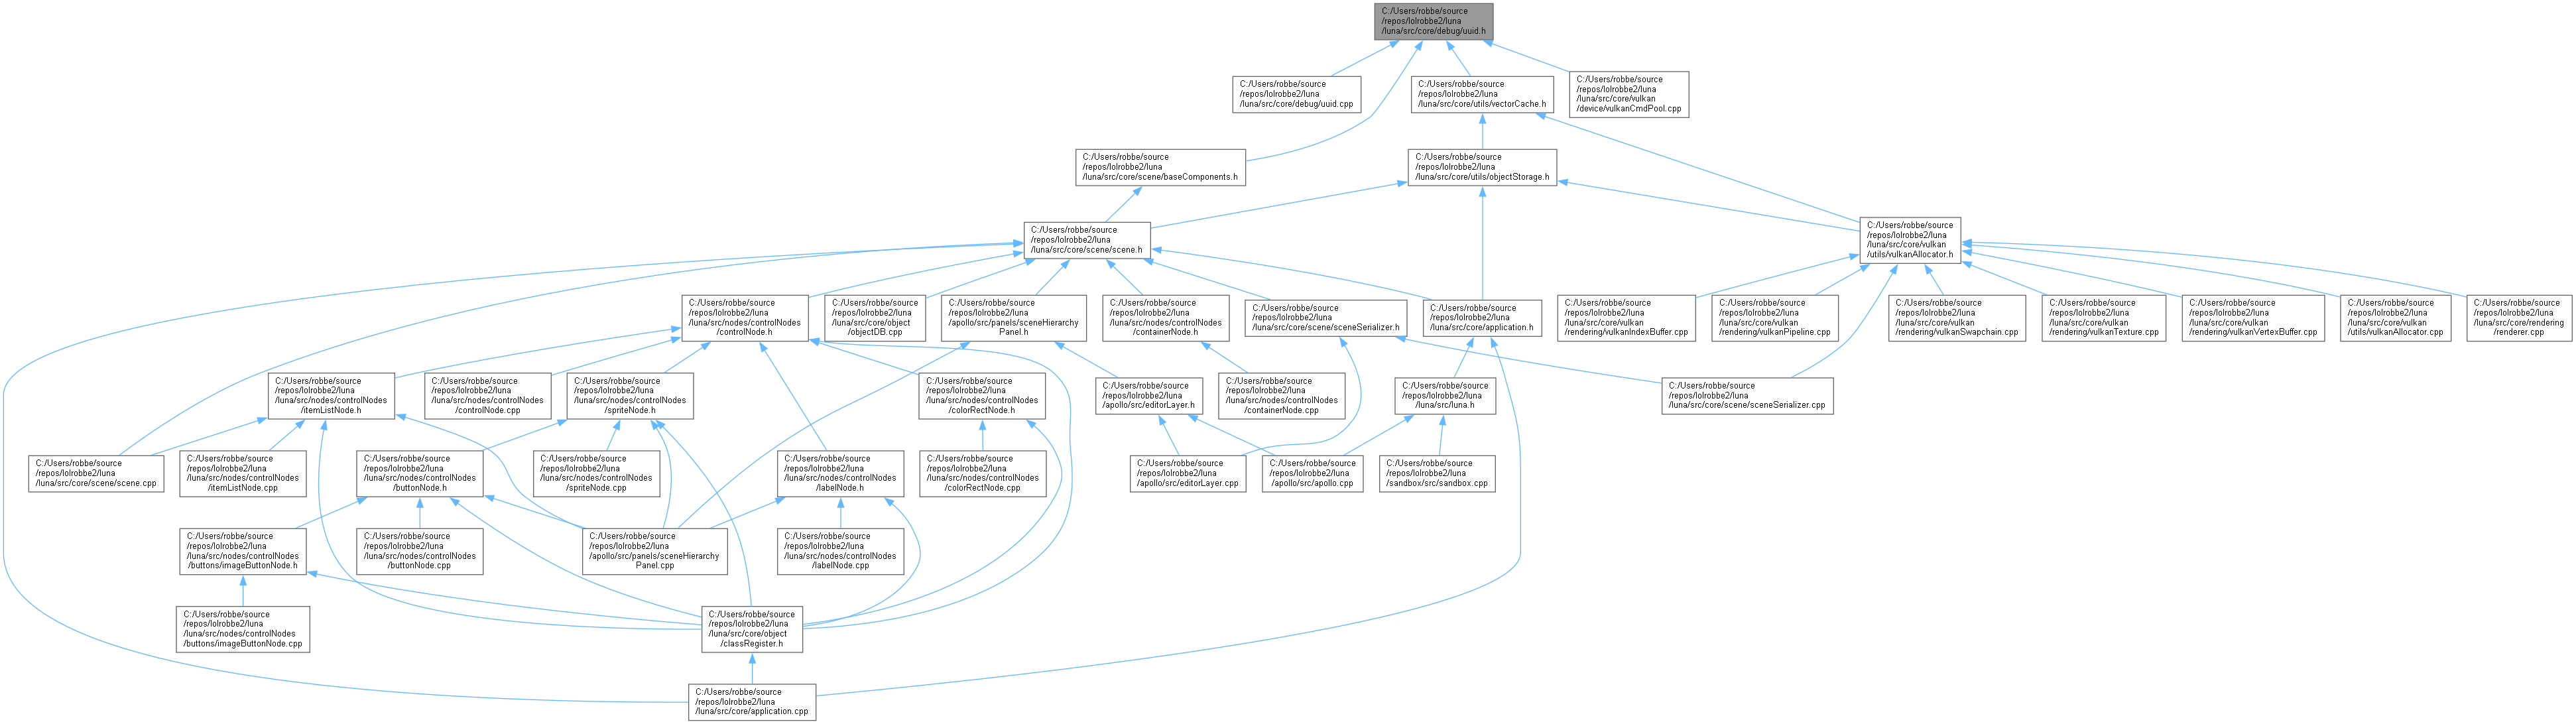 C:/Users/robbe/source
/repos/lolrobbe2/luna
/luna/src/core/debug/uuid.h
C:/Users/robbe/source
/repos/lolrobbe2/luna
/luna/src/core/debug/uuid.cpp
C:/Users/robbe/source
/repos/lolrobbe2/luna
/luna/src/core/utils/vectorCache.h
C:/Users/robbe/source
/repos/lolrobbe2/luna
/luna/src/core/vulkan
/device/vulkanCmdPool.cpp
C:/Users/robbe/source
/repos/lolrobbe2/luna
/luna/src/core/scene/baseComponents.h
C:/Users/robbe/source
/repos/lolrobbe2/luna
/luna/src/core/utils/objectStorage.h
C:/Users/robbe/source
/repos/lolrobbe2/luna
/luna/src/core/scene/scene.h
C:/Users/robbe/source
/repos/lolrobbe2/luna
/luna/src/core/vulkan
/utils/vulkanAllocator.h
C:/Users/robbe/source
/repos/lolrobbe2/luna
/luna/src/nodes/controlNodes
/controlNode.h
C:/Users/robbe/source
/repos/lolrobbe2/luna
/luna/src/core/object
/objectDB.cpp
C:/Users/robbe/source
/repos/lolrobbe2/luna
/apollo/src/panels/sceneHierarchy
Panel.h
C:/Users/robbe/source
/repos/lolrobbe2/luna
/luna/src/nodes/controlNodes
/containerNode.h
C:/Users/robbe/source
/repos/lolrobbe2/luna
/luna/src/core/scene/sceneSerializer.h
C:/Users/robbe/source
/repos/lolrobbe2/luna
/luna/src/core/application.h
C:/Users/robbe/source
/repos/lolrobbe2/luna
/luna/src/core/vulkan
/rendering/vulkanIndexBuffer.cpp
C:/Users/robbe/source
/repos/lolrobbe2/luna
/luna/src/core/vulkan
/rendering/vulkanPipeline.cpp
C:/Users/robbe/source
/repos/lolrobbe2/luna
/luna/src/core/vulkan
/rendering/vulkanSwapchain.cpp
C:/Users/robbe/source
/repos/lolrobbe2/luna
/luna/src/core/vulkan
/rendering/vulkanTexture.cpp
C:/Users/robbe/source
/repos/lolrobbe2/luna
/luna/src/core/vulkan
/rendering/vulkanVertexBuffer.cpp
C:/Users/robbe/source
/repos/lolrobbe2/luna
/luna/src/core/vulkan
/utils/vulkanAllocator.cpp
C:/Users/robbe/source
/repos/lolrobbe2/luna
/luna/src/core/rendering
/renderer.cpp
C:/Users/robbe/source
/repos/lolrobbe2/luna
/luna/src/nodes/controlNodes
/itemListNode.h
C:/Users/robbe/source
/repos/lolrobbe2/luna
/luna/src/nodes/controlNodes
/controlNode.cpp
C:/Users/robbe/source
/repos/lolrobbe2/luna
/luna/src/nodes/controlNodes
/spriteNode.h
C:/Users/robbe/source
/repos/lolrobbe2/luna
/luna/src/nodes/controlNodes
/colorRectNode.h
C:/Users/robbe/source
/repos/lolrobbe2/luna
/apollo/src/editorLayer.h
C:/Users/robbe/source
/repos/lolrobbe2/luna
/luna/src/nodes/controlNodes
/containerNode.cpp
C:/Users/robbe/source
/repos/lolrobbe2/luna
/luna/src/luna.h
C:/Users/robbe/source
/repos/lolrobbe2/luna
/luna/src/core/scene/sceneSerializer.cpp
C:/Users/robbe/source
/repos/lolrobbe2/luna
/luna/src/core/scene/scene.cpp
C:/Users/robbe/source
/repos/lolrobbe2/luna
/luna/src/nodes/controlNodes
/itemListNode.cpp
C:/Users/robbe/source
/repos/lolrobbe2/luna
/luna/src/nodes/controlNodes
/buttonNode.h
C:/Users/robbe/source
/repos/lolrobbe2/luna
/luna/src/nodes/controlNodes
/spriteNode.cpp
C:/Users/robbe/source
/repos/lolrobbe2/luna
/luna/src/nodes/controlNodes
/labelNode.h
C:/Users/robbe/source
/repos/lolrobbe2/luna
/luna/src/nodes/controlNodes
/colorRectNode.cpp
C:/Users/robbe/source
/repos/lolrobbe2/luna
/apollo/src/editorLayer.cpp
C:/Users/robbe/source
/repos/lolrobbe2/luna
/apollo/src/apollo.cpp
C:/Users/robbe/source
/repos/lolrobbe2/luna
/sandbox/src/sandbox.cpp
C:/Users/robbe/source
/repos/lolrobbe2/luna
/luna/src/nodes/controlNodes
/buttons/imageButtonNode.h
C:/Users/robbe/source
/repos/lolrobbe2/luna
/luna/src/nodes/controlNodes
/buttonNode.cpp
C:/Users/robbe/source
/repos/lolrobbe2/luna
/apollo/src/panels/sceneHierarchy
Panel.cpp
C:/Users/robbe/source
/repos/lolrobbe2/luna
/luna/src/nodes/controlNodes
/labelNode.cpp
C:/Users/robbe/source
/repos/lolrobbe2/luna
/luna/src/nodes/controlNodes
/buttons/imageButtonNode.cpp
C:/Users/robbe/source
/repos/lolrobbe2/luna
/luna/src/core/object
/classRegister.h
C:/Users/robbe/source
/repos/lolrobbe2/luna
/luna/src/core/application.cpp